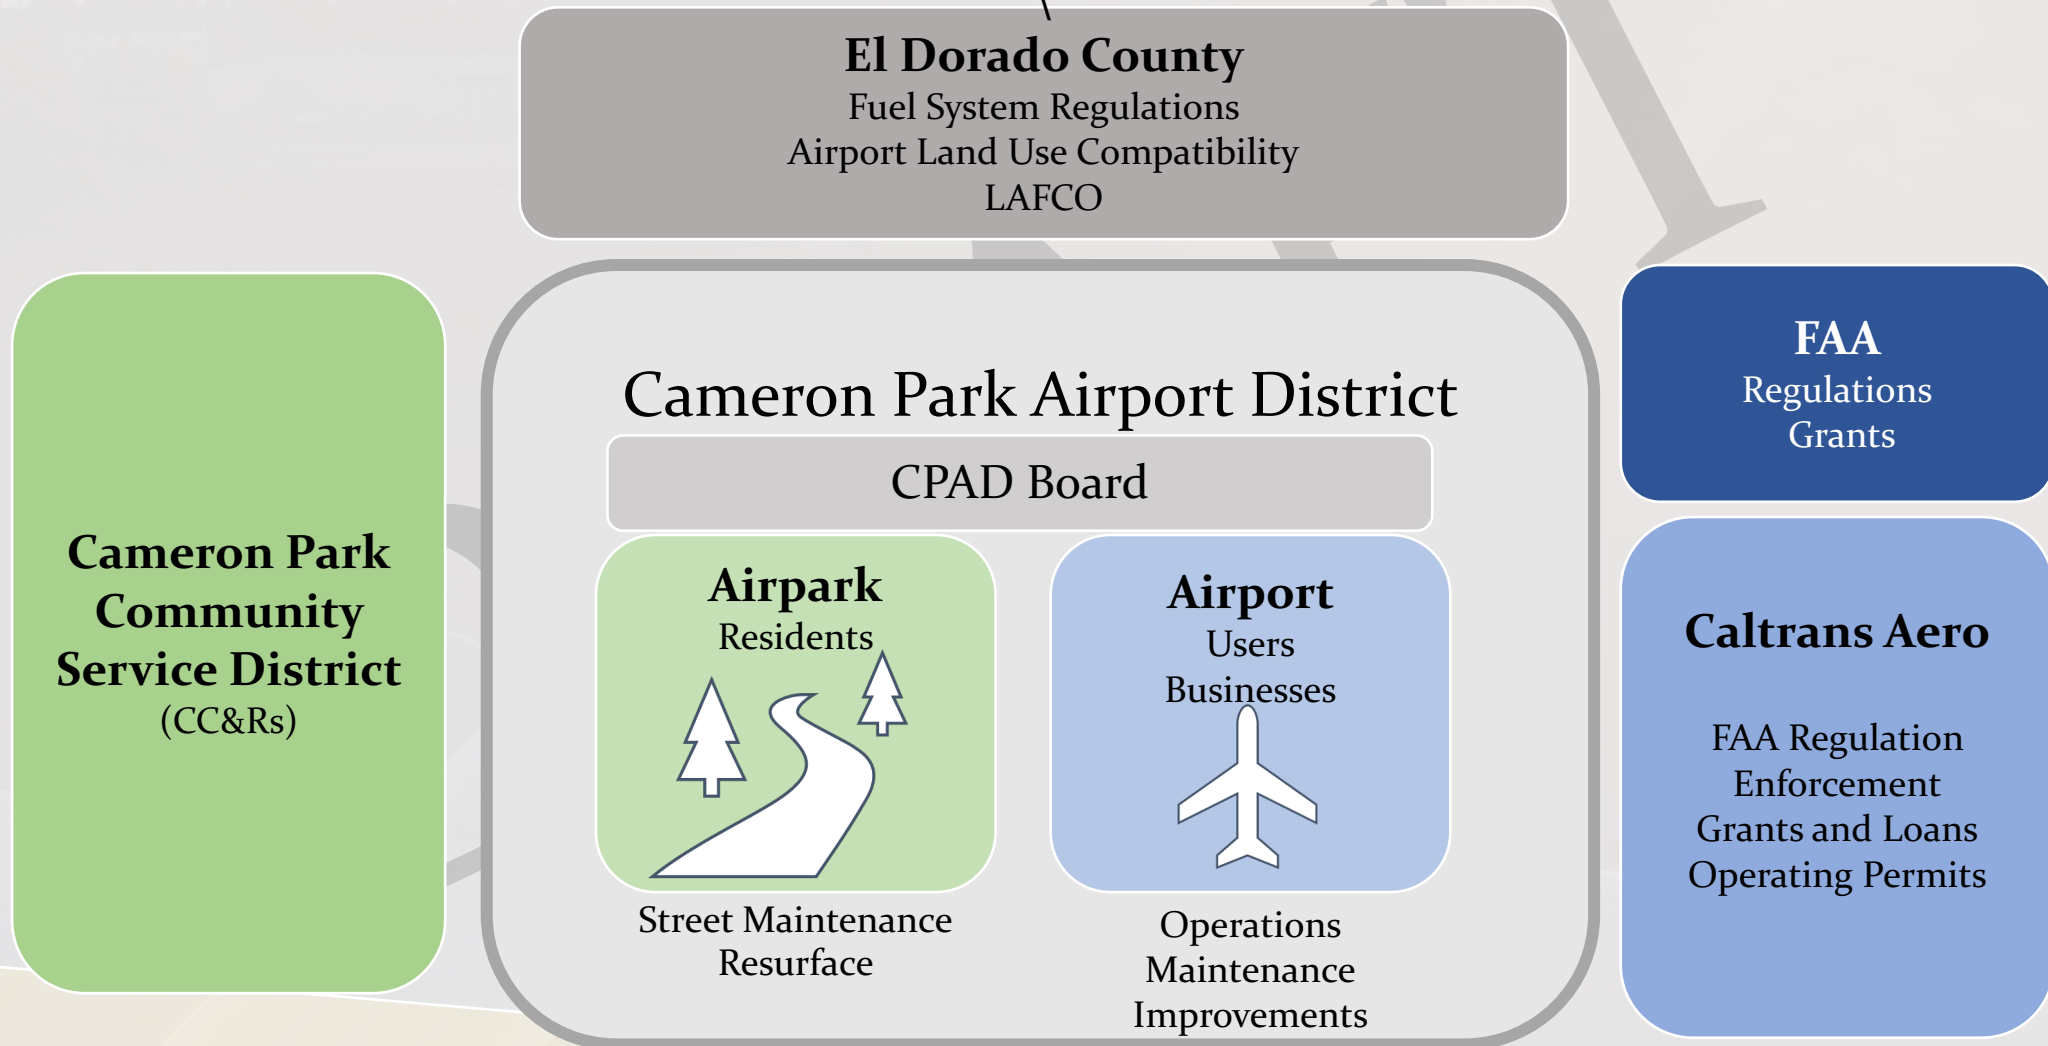 El Dorado County
Fuel System Regulations
Airport Land Use Compatibility
LAFCO
Cameron Park
Community
Service District
(CC&Rs)
Cameron Park Airport District
CPAD Board
Airpark
Residents
Street Maintenance
Resurface
Airport
Users
Businesses
Operations
Maintenance
Improvements
FAA
Regulations
Grants
Caltrans Aero
FAA Regulation
Enforcement
Grants and Loans
Operating Permits